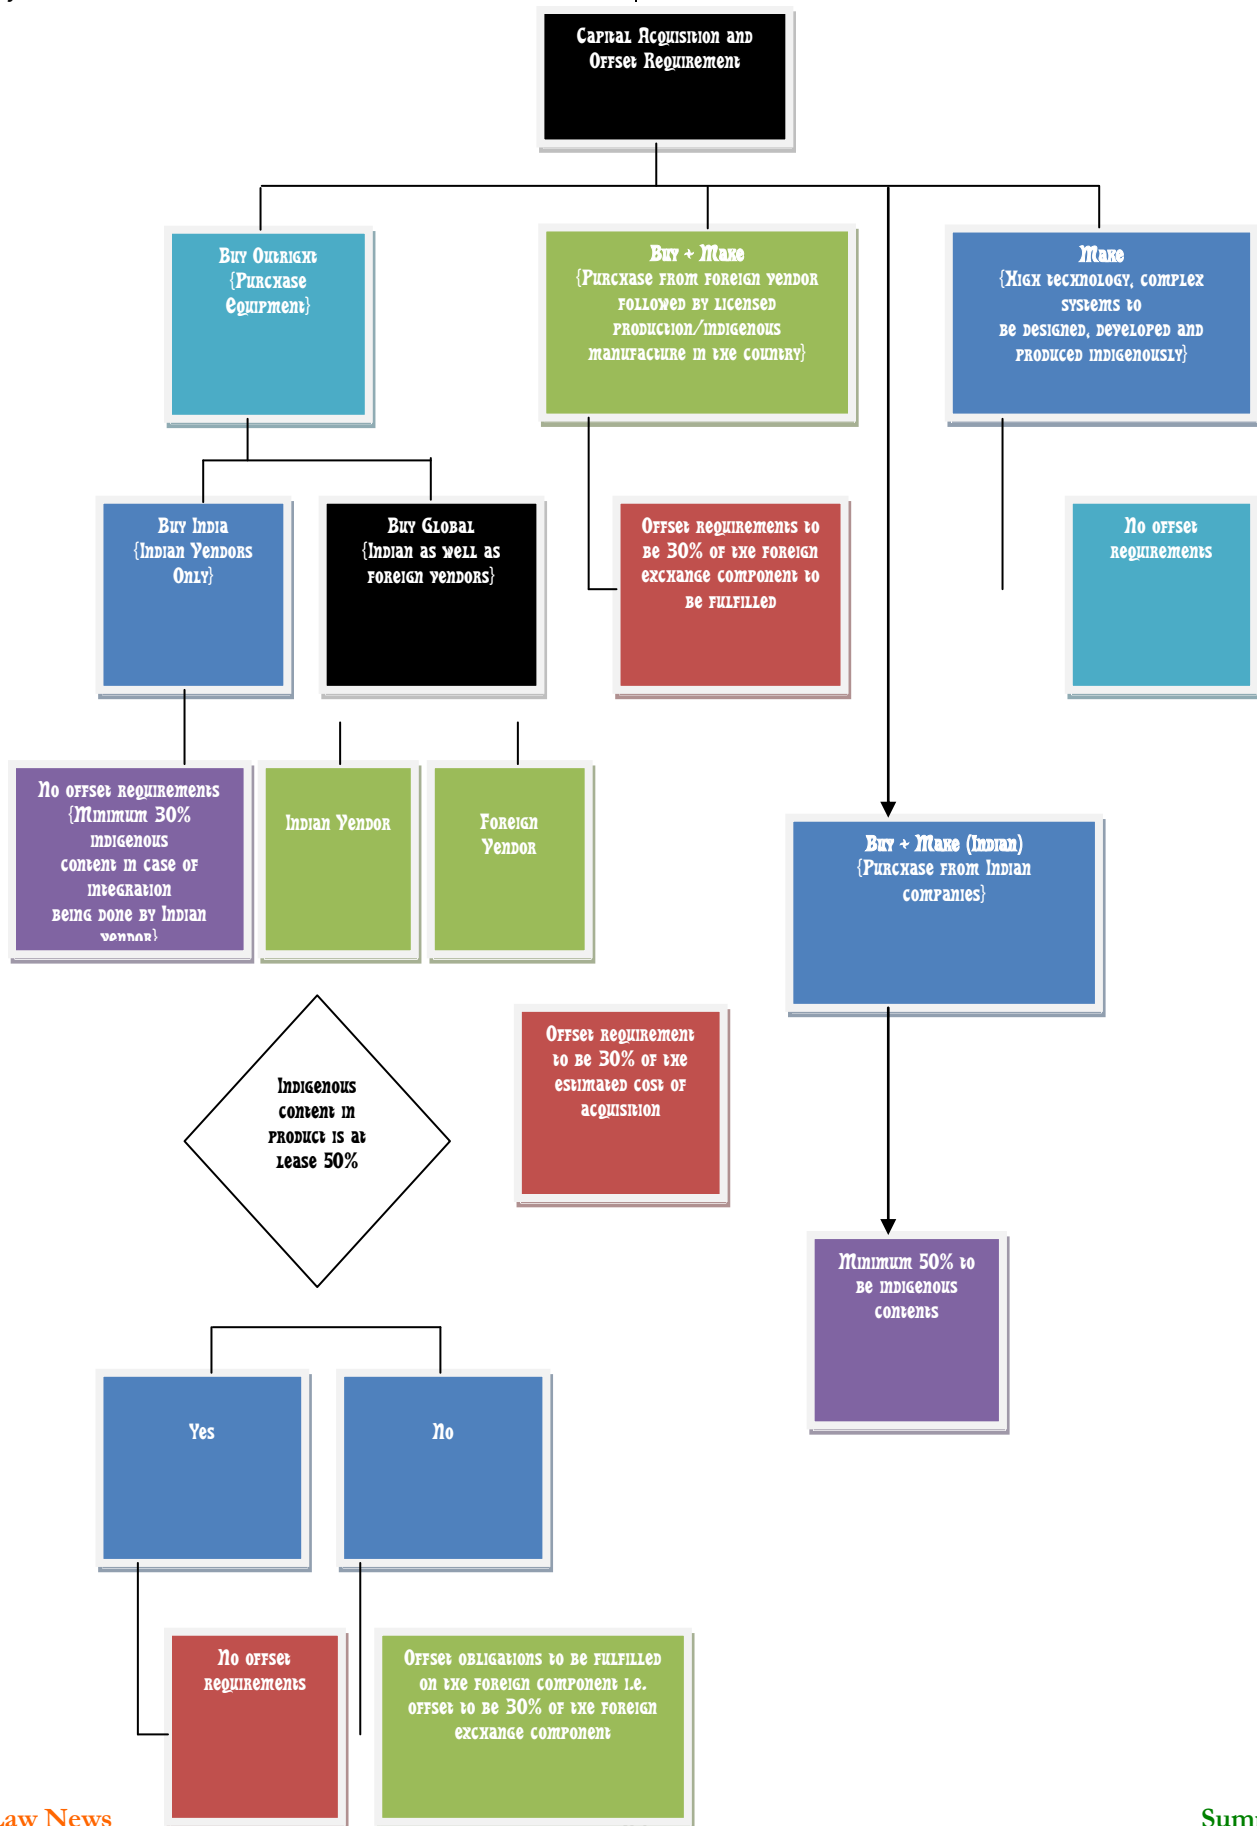 Capital Acquisition and
Offset Requirement
Buy Outright
{Purchase
Equipment}
Buy + Make
{Purchase from foreign vendor
followed by licensed
production/indigenous
manufacture in the country}
Make
{High technology, complex
systems to
be designed, developed and
produced indigenously}
Buy India
{Indian Vendors
Only}
Buy Global
{Indian as well as
foreign vendors}
Offset requirements to
be 30% of the foreign
exchange component to
be fulfilled
No offset
requirements
No offset requirements
{Minimum 30%
indigenous
content in case of
integration
being done by Indian
vendor}
Indian Vendor
Foreign
Vendor
Buy + Make (Indian)
{Purchase from Indian
companies}
Indigenous
content in
product is at
lease 50%
Offset requirement
to be 30% of the
estimated cost of
acquisition
Minimum 50% to
be indigenous
contents
Yes
No
No offset
requirements
Offset obligations to be fulfilled
on the foreign component i.e.
offset to be 30% of the foreign
exchange component
Law News